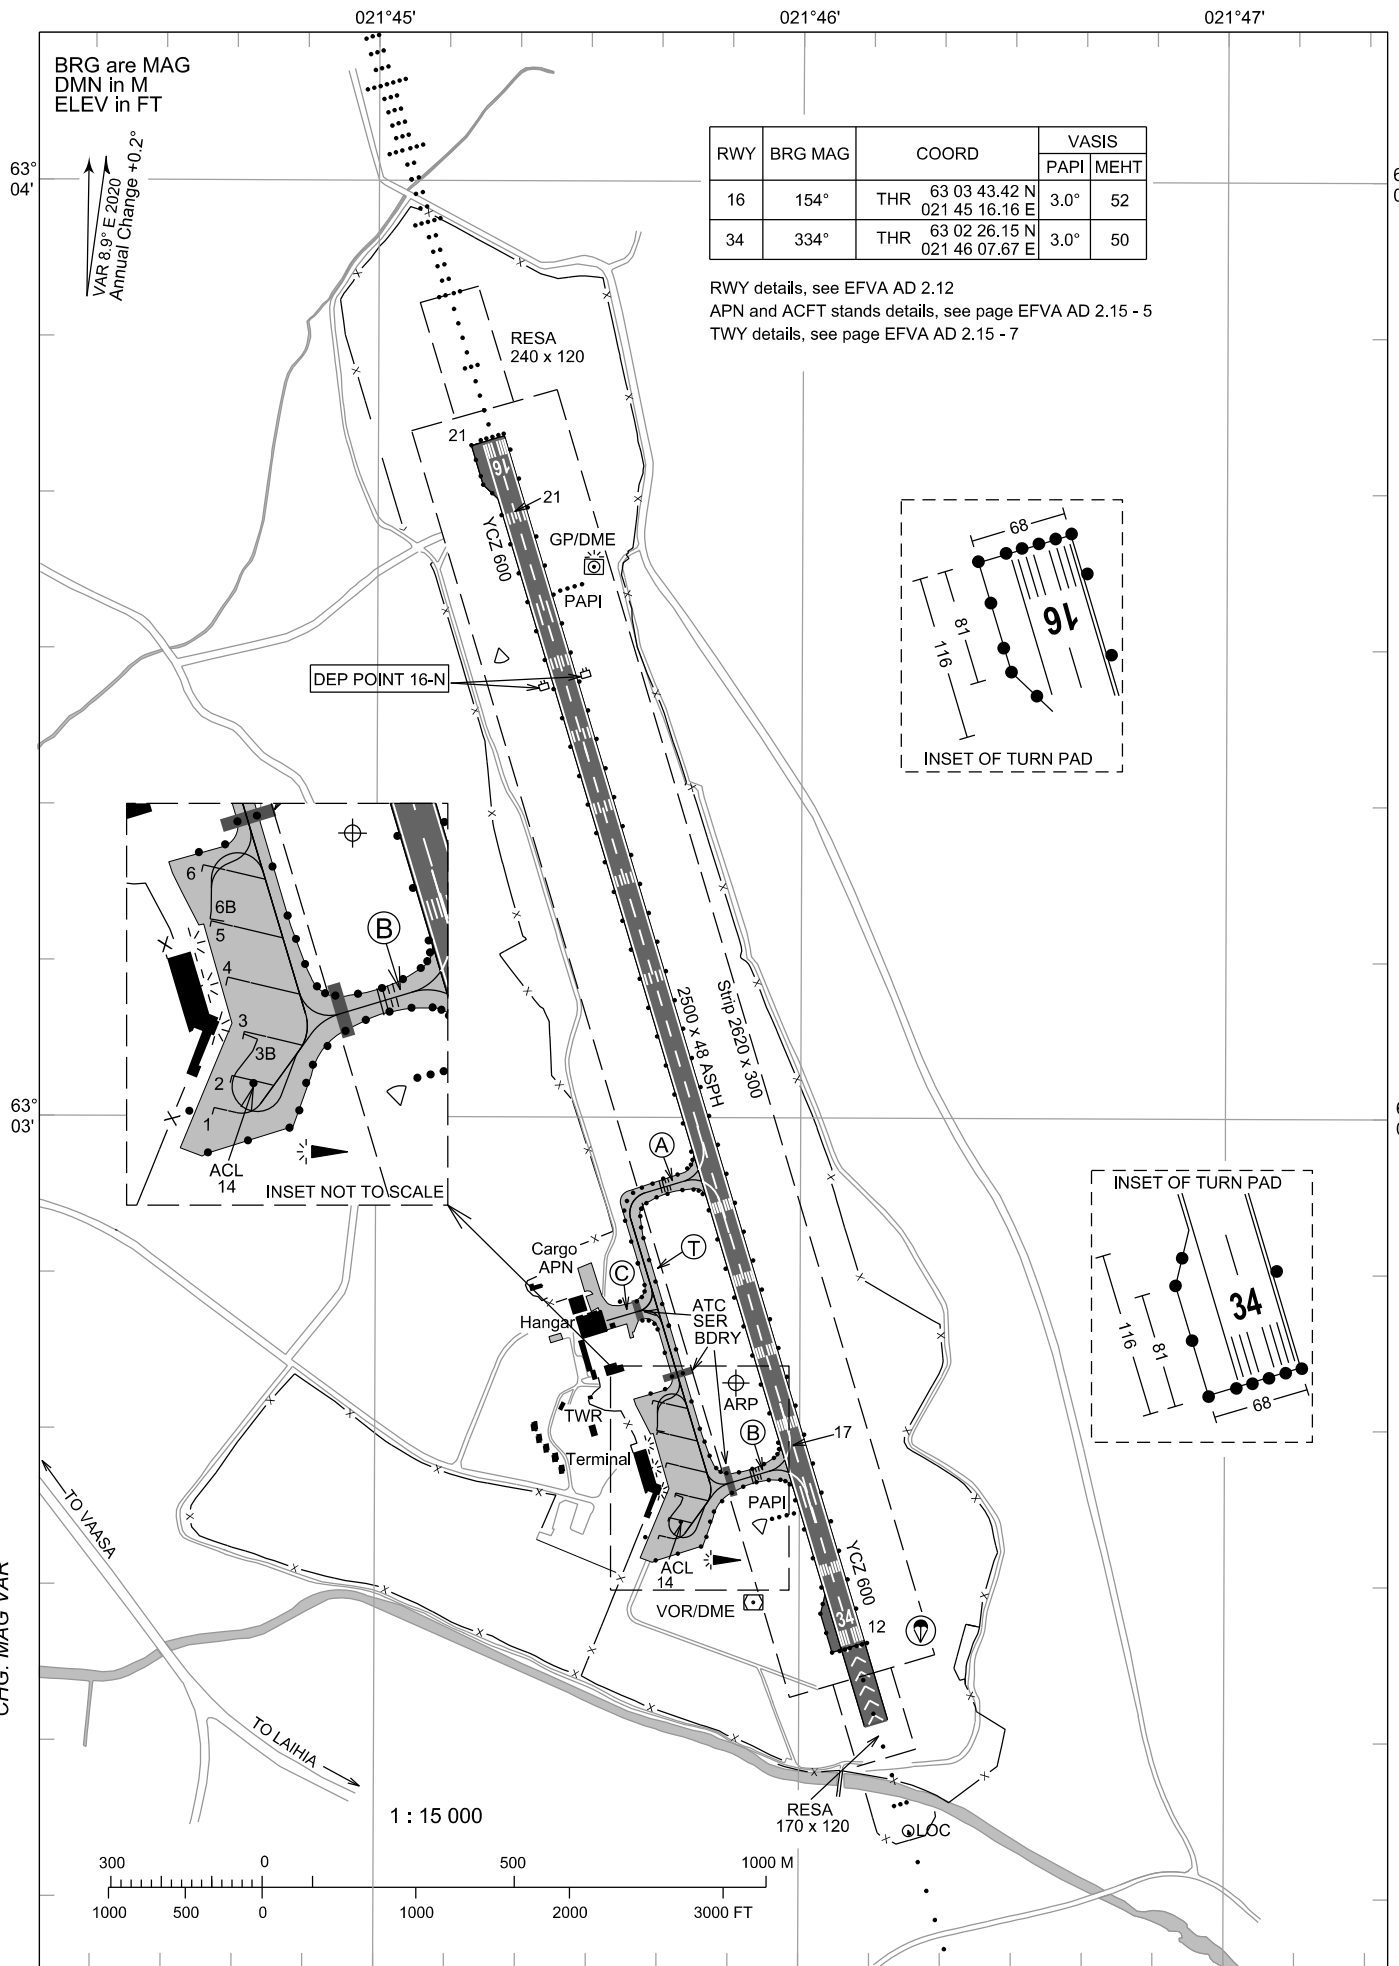 021°45'
021°46'
021°47'
BRG are MAG
DMN in M
ELEV in FT
VAR 8.9° E 2020
Annual Change +0.2°
63°
04'
RWY BRG MAG COORD VASIS
PAPI MEHT
16 154° THR 63 03 43.42 N
021 45 16.16 E 3.0° 52
34 334° THR 63 02 26.15 N
021 46 07.67 E 3.0° 50
RWY details, see EFVA AD 2.12
APN and ACFT stands details, see page EFVA AD 2.15 - 5
TWY details, see page EFVA AD 2.15 - 7
RESA
240 x 120
21
16
21
YCZ 600
GP/DME
PAPI
DEP POINT 16-N
68
81
116
16
INSET OF TURN PAD
6
6B
5
4
3
3B
2
1
B
ACL
14
INSET NOT TO SCALE
2500 x 48 ASPH
Strip 2620 x 300
63°
03'
A
T
C
Cargo
APN
Hangar
ATC
SER
BDRY
ARP
B
17
TWR
Terminal
PAPI
ACL
14
VOR/DME
YCZ 600
34
12
INSET OF TURN PAD
116
81
34
68
TO VAASA
TO LAIHIA
CHG: MAG VAR
RESA
170 x 120
LOC
1 : 15 000
300 0 500 1000 M
1000 500 0 1000 2000 3000 FT